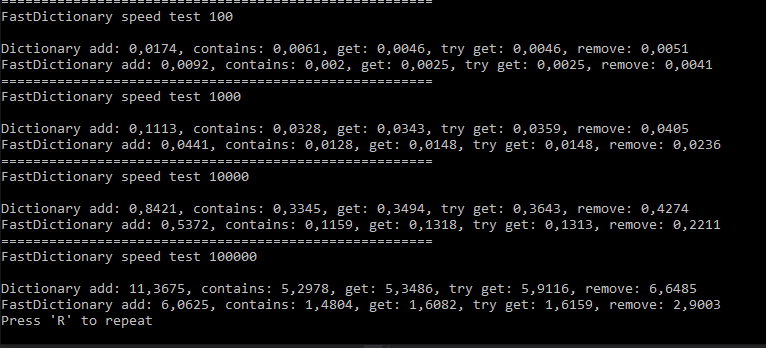 ======================================================
FastDictionary speed test 100
Dictionary add: 0,0174, contains: 0,0061, get: 0,0046, try get: 0,0046, remove: 0,0051
FastDictionary add: 0,0092, contains: 0,002, get: 0,0025, try get: 0,0025, remove: 0,0041
======================================================
FastDictionary speed test 1000
Dictionary add: 0,1113, contains: 0,0328, get: 0,0343, try get: 0,0359, remove: 0,0405
FastDictionary add: 0,0441, contains: 0,0128, get: 0,0148, try get: 0,0148, remove: 0,0236
======================================================
FastDictionary speed test 10000
Dictionary add: 0,8421, contains: 0,3345, get: 0,3494, try get: 0,3643, remove: 0,4274
FastDictionary add: 0,5372, contains: 0,1159, get: 0,1318, try get: 0,1313, remove: 0,2211
======================================================
FastDictionary speed test 100000
Dictionary add: 11,3675, contains: 5,2978, get: 5,3486, try get: 5,9116, remove: 6,6485
FastDictionary add: 6,0625, contains: 1,4804, get: 1,6082, try get: 1,6159, remove: 2,9003
Press 'R' to repeat